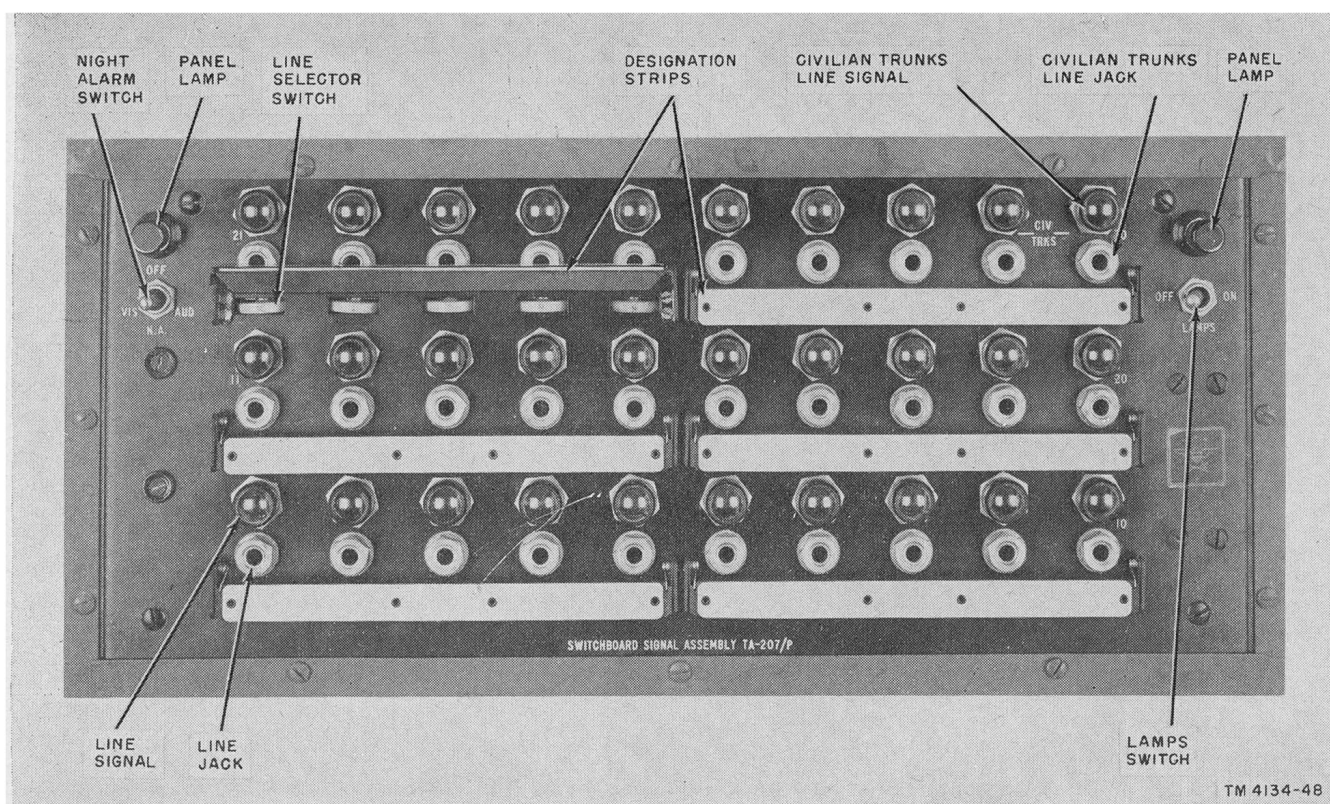 NIGHT
ALARM
SWITCH
PANEL
LAMP
LINE
SELECTOR
SWITCH
DESIGNATION
STRIPS
CIVILIAN TRUNKS
LINE SIGNAL
CIVILIAN TRUNKS
LINE JACK
PANEL
LAMP
21
CIV
TRKS
OFF
VIS
AUD
N.A.
OFF
ON
LAMPS
11
20
10
SWITCHBOARD SIGNAL ASSEMBLY TA-207/P
LINE
SIGNAL
LINE
JACK
LAMPS
SWITCH
TM 4134-48